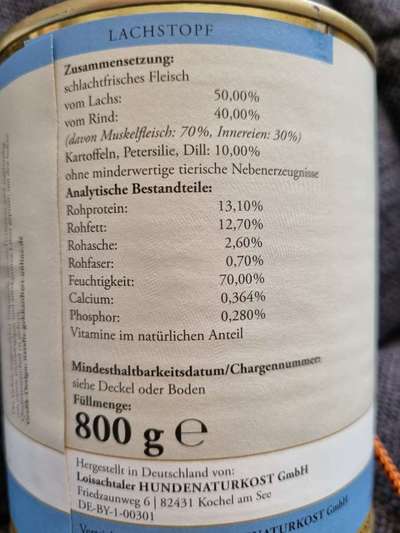 LACHSTOPF
Zusammensetzung:
schlachtfrisches Fleisch
vom Lachs: 50,00%
vom Rind: 40,00%
(davon Muskelfleisch: 70%, Innereien: 30%)
Kartoffeln, Petersilie, Dill: 10,00%
ohne minderwertige tierische Nebenerzeugnisse
Analytische Bestandteile:
Rohprotein: 13,10%
Rohfett: 12,70%
Rohasche: 2,60%
Rohfaser: 0,70%
Feuchtigkeit: 70,00%
Calcium: 0,364%
Phosphor: 0,280%
Vitamine im natürlichen Anteil
Mindesthaltbarkeitsdatum/Chargennummer:
siehe Deckel oder Boden
Füllmenge:
800 g ℮
Hergestellt in Deutschland von:
Loisachtaler HUNDENATURKOST GmbH
Friedzaunweg 6 | 82431 Kochel am See
DE-BY-1-00301
HUNDENATURKOST GmbH